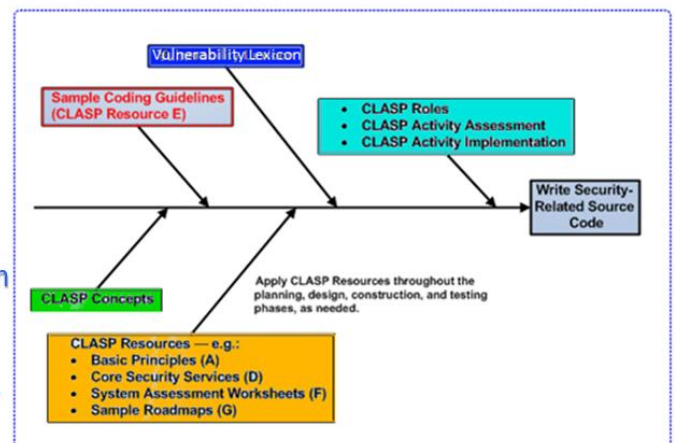 Vulnerability Lexicon
Sample Coding Guidelines
(CLASP Resource E)
• CLASP Roles
• CLASP Activity Assessment
• CLASP Activity Implementation
Write Security-
Related Source
Code
n
CLASP Concepts
Apply CLASP Resources throughout the
planning, design, construction, and testing
phases, as needed.
CLASP Resources — e.g.:
• Basic Principles (A)
• Core Security Services (D)
• System Assessment Worksheets (F)
• Sample Roadmaps (G)